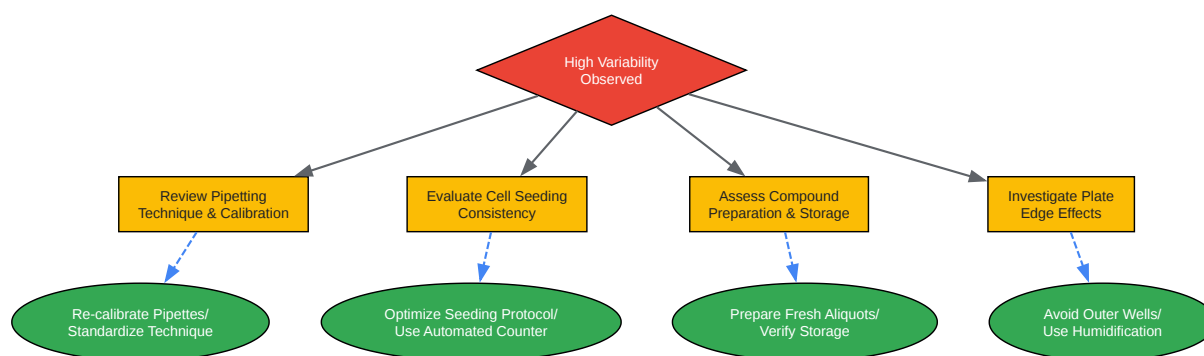 High Variability
Observed
Review Pipetting
Technique & Calibration
Evaluate Cell Seeding
Consistency
Assess Compound
Preparation & Storage
Investigate Plate
Edge Effects
Re-calibrate Pipettes/
Standardize Technique
Optimize Seeding Protocol/
Use Automated Counter
Prepare Fresh Aliquots/
Verify Storage
Avoid Outer Wells/
Use Humidification